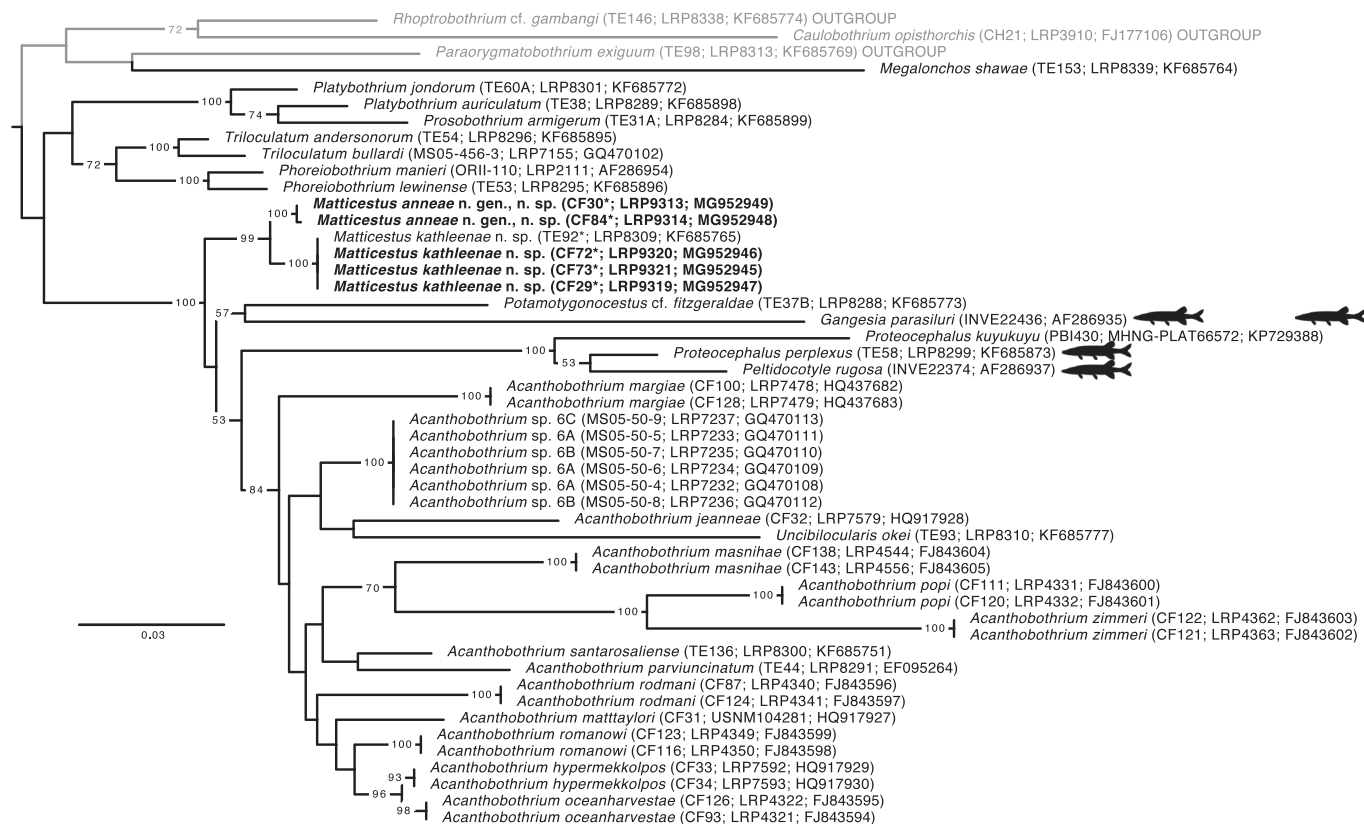 72
Rhoptrobothrium cf. gambangi (TE146; LRP8338; KF685774) OUTGROUP
Caulobothrium opisthorchis (CH21; LRP3910; FJ177106) OUTGROUP
Paraorygmatobothrium exiguum (TE98; LRP8313; KF685769) OUTGROUP
Megalonchos shawae (TE153; LRP8339; KF685764)
Platybothrium jondorum (TE60A; LRP8301; KF685772)
100
Platybothrium auriculatum (TE38; LRP8289; KF685898)
74
Prosobothrium armigerum (TE31A; LRP8284; KF685899)
Triloculatum andersonorum (TE54; LRP8296; KF685895)
100
Triloculatum bullardi (MS05-456-3; LRP7155; GQ470102)
72
Phoreiobothrium manieri (ORII-110; LRP2111; AF286954)
100
Phoreiobothrium lewinense (TE53; LRP8295; KF685896)
Matticestus anneae n. gen., n. sp. (CF30*; LRP9313; MG952949)
100
Matticestus anneae n. gen., n. sp. (CF84*; LRP9314; MG952948)
99
Matticestus kathleenae n. sp. (TE92*; LRP8309; KF685765)
Matticestus kathleenae n. sp. (CF72*; LRP9320; MG952946)
100
Matticestus kathleenae n. sp. (CF73*; LRP9321; MG952945)
Matticestus kathleenae n. sp. (CF29*; LRP9319; MG952947)
100
Potamotygonocestus cf. fitzgeraldae (TE37B; LRP8288; KF685773)
57
Gangesia parasiluri (INVE22436; AF286935)
Proteocephalus kuyukuyu (PBI430; MHNG-PLAT66572; KP729388)
100
Proteocephalus perplexus (TE58; LRP8299; KF685873)
53
Peltidocotyle rugosa (INVE22374; AF286937)
Acanthobothrium margiae (CF100; LRP7478; HQ437682)
100
Acanthobothrium margiae (CF128; LRP7479; HQ437683)
53
Acanthobothrium sp. 6C (MS05-50-9; LRP7237; GQ470113)
Acanthobothrium sp. 6A (MS05-50-5; LRP7233; GQ470111)
Acanthobothrium sp. 6B (MS05-50-7; LRP7235; GQ470110)
100
Acanthobothrium sp. 6A (MS05-50-6; LRP7234; GQ470109)
Acanthobothrium sp. 6A (MS05-50-4; LRP7232; GQ470108)
84
Acanthobothrium sp. 6B (MS05-50-8; LRP7236; GQ470112)
Acanthobothrium jeanneae (CF32; LRP7579; HQ917928)
Uncibilocularis okei (TE93; LRP8310; KF685777)
Acanthobothrium masnihae (CF138; LRP4544; FJ843604)
100
Acanthobothrium masnihae (CF143; LRP4556; FJ843605)
70
Acanthobothrium popi (CF111; LRP4331; FJ843600)
100
Acanthobothrium popi (CF120; LRP4332; FJ843601)
100
Acanthobothrium zimmeri (CF122; LRP4362; FJ843603)
100
Acanthobothrium zimmeri (CF121; LRP4363; FJ843602)
0.03
Acanthobothrium santarosaliense (TE136; LRP8300; KF685751)
Acanthobothrium parviuncinatum (TE44; LRP8291; EF095264)
Acanthobothrium rodmani (CF87; LRP4340; FJ843596)
100
Acanthobothrium rodmani (CF124; LRP4341; FJ843597)
Acanthobothrium matttaylori (CF31; USNM104281; HQ917927)
Acanthobothrium romanowi (CF123; LRP4349; FJ843599)
100
Acanthobothrium romanowi (CF116; LRP4350; FJ843598)
Acanthobothrium hypermekkolpos (CF33; LRP7592; HQ917929)
93
Acanthobothrium hypermekkolpos (CF34; LRP7593; HQ917930)
96
Acanthobothrium oceanharvestae (CF126; LRP4322; FJ843595)
98
Acanthobothrium oceanharvestae (CF93; LRP4321; FJ843594)